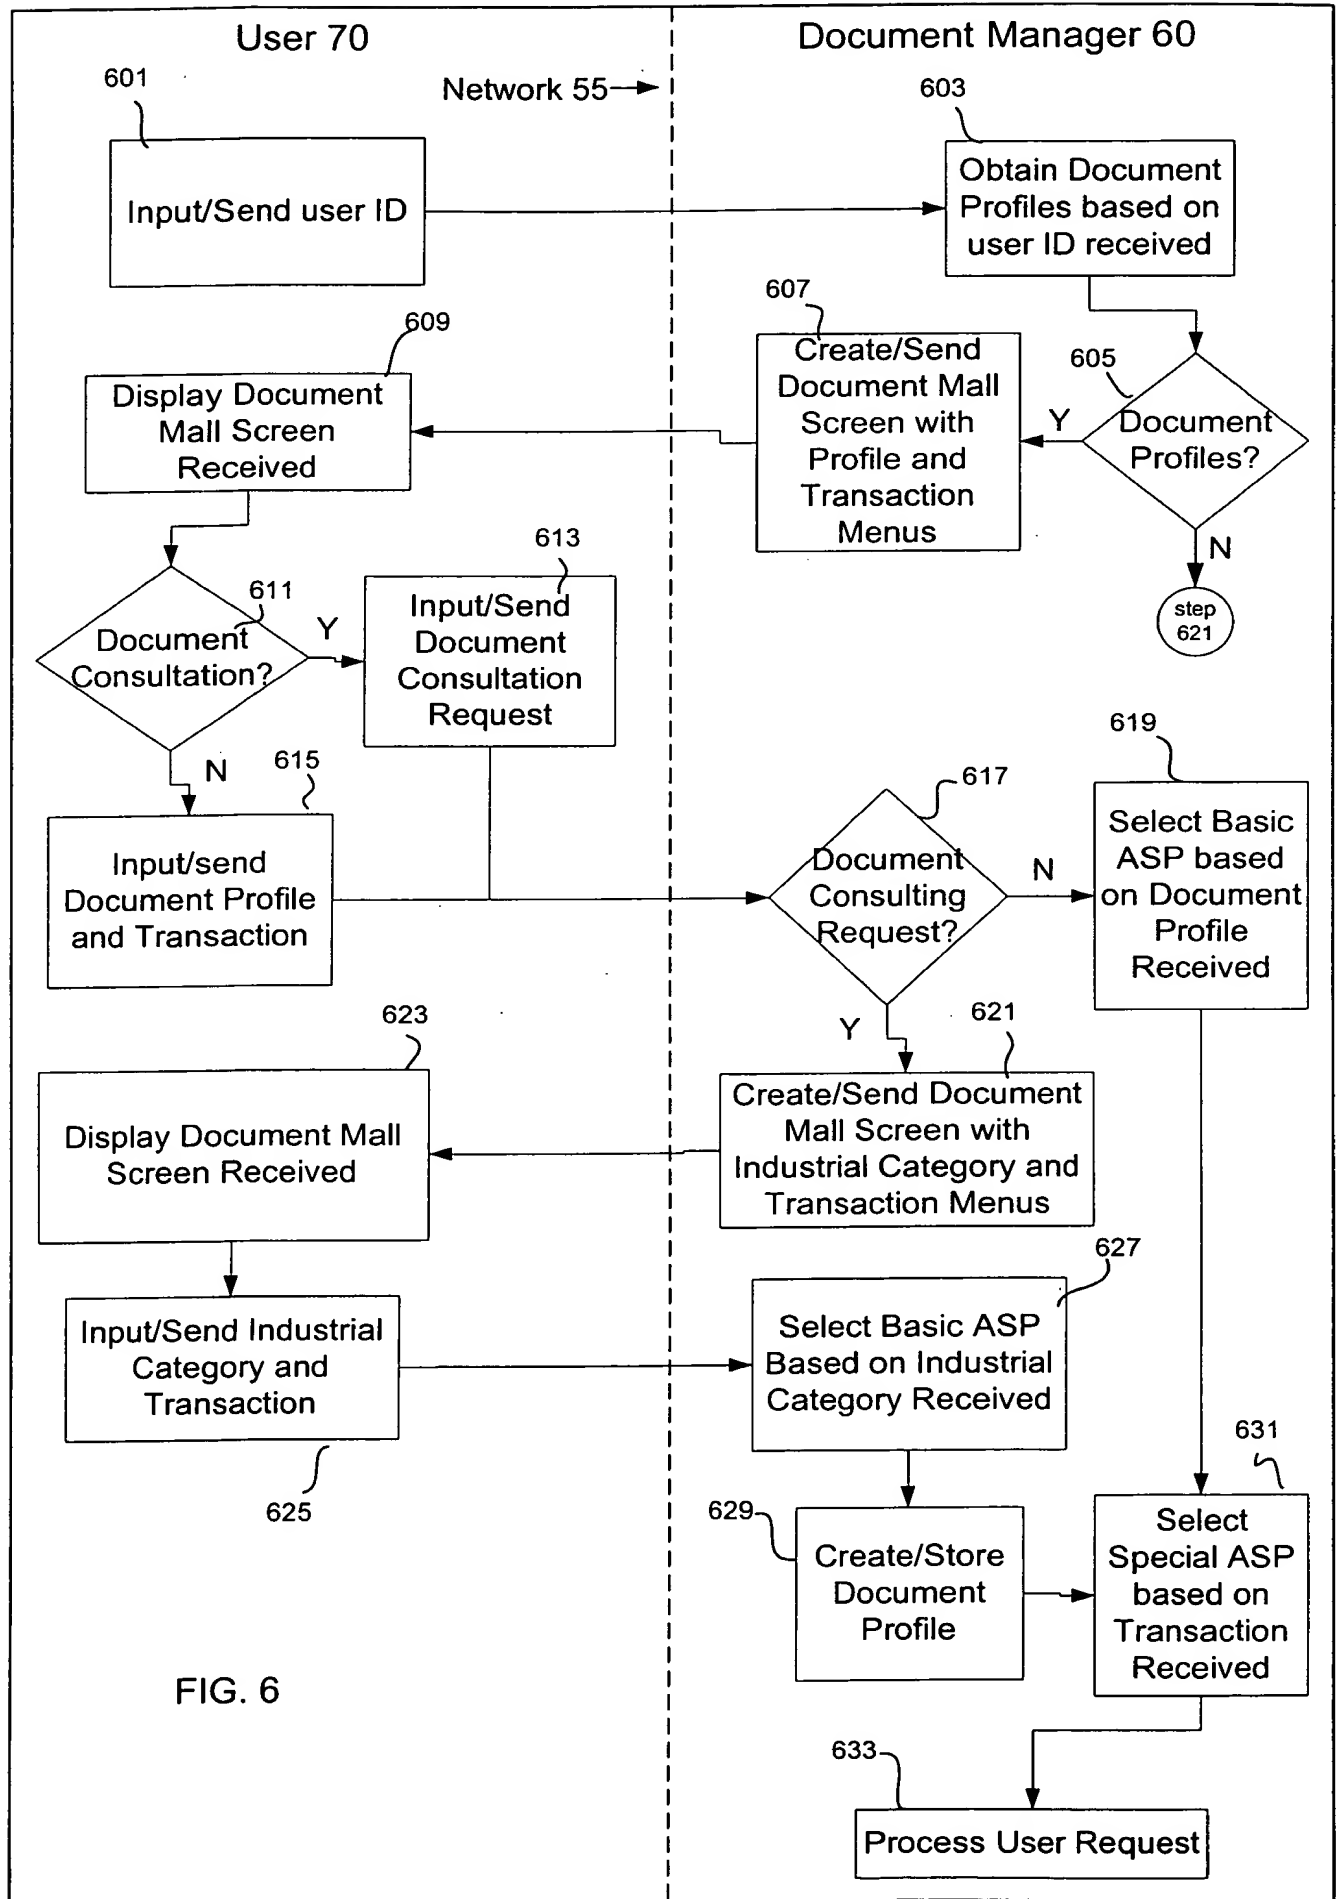 User 70
Document Manager 60
Network 55
601
Input/Send user ID
603
Obtain Document
Profiles based on
user ID received
605
Document
Profiles?
Y
N
step
621
607
Create/Send
Document Mall
Screen with
Profile and
Transaction
Menus
609
Display Document
Mall Screen
Received
611
Document
Consultation?
Y
N
613
Input/Send
Document
Consultation
Request
615
Input/send
Document Profile
and Transaction
617
Document
Consulting
Request?
N
Y
619
Select Basic
ASP based
on Document
Profile
Received
621
Create/Send Document
Mall Screen with
Industrial Category and
Transaction Menus
623
Display Document Mall
Screen Received
Input/Send Industrial
Category and
Transaction
625
627
Select Basic ASP
Based on Industrial
Category Received
629
Create/Store
Document
Profile
631
Select
Special ASP
based on
Transaction
Received
633
Process User Request
FIG. 6